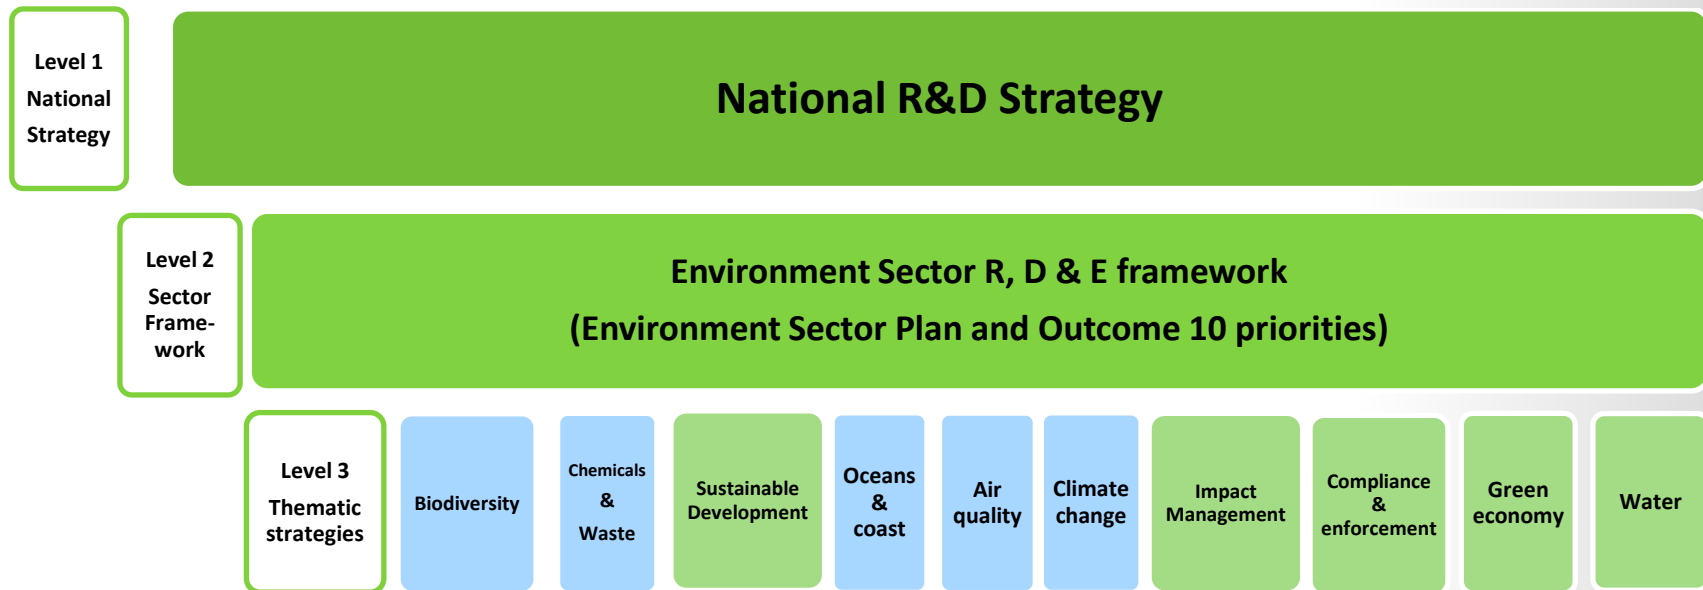 Level 1
National
Strategy
National R&D Strategy
Level 2
Sector
Frame-
work
Environment Sector R, D & E framework
(Environment Sector Plan and Outcome 10 priorities)
Level 3
Thematic
strategies
Biodiversity
Chemicals
&
Waste
Sustainable
Development
Oceans
&
coast
Air
quality
Climate
change
Impact
Management
Compliance
&
enforcement
Green
economy
Water